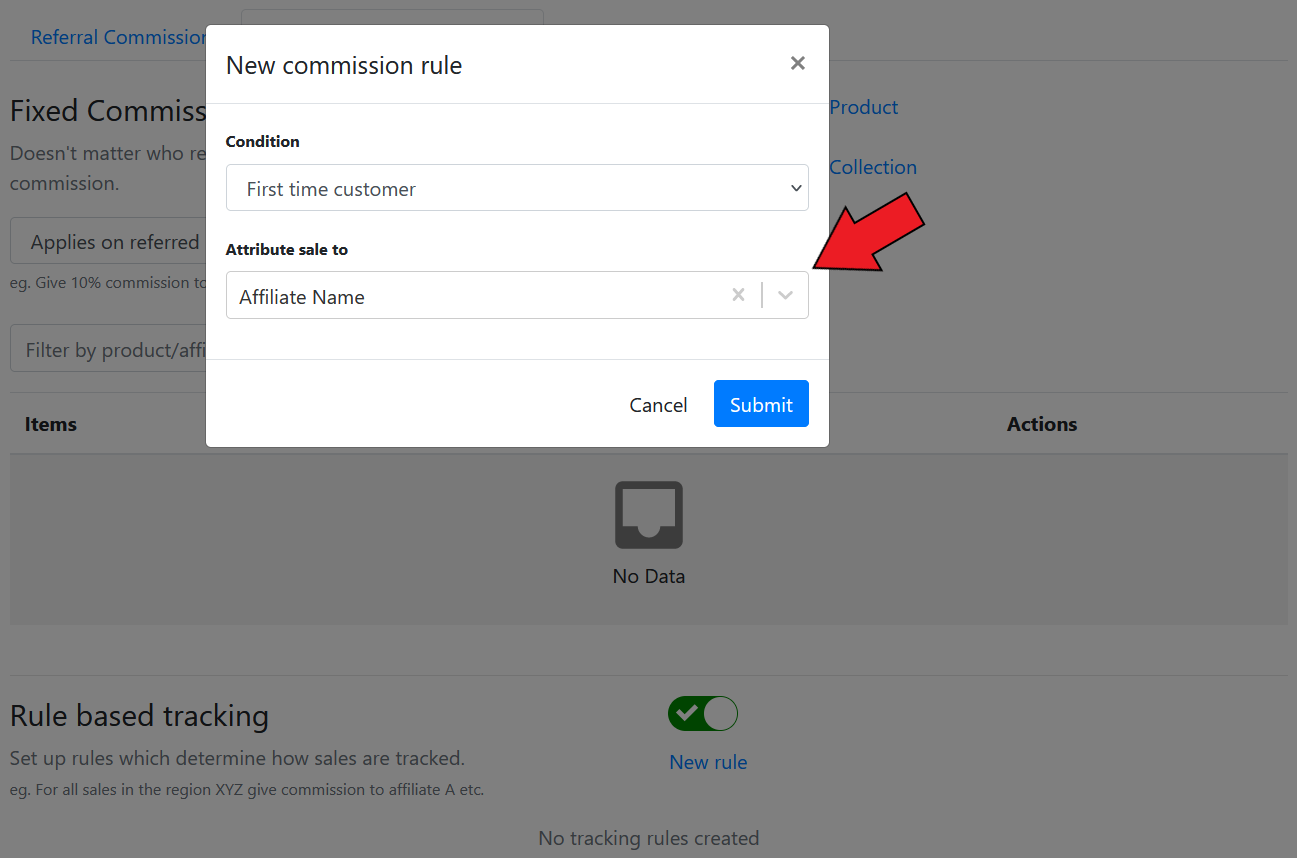 Referral Commission
New commission rule
Fixed Commiss
Product
Doesn't matter who re
commission.
Collection
Condition
First time customer
Applies on referred
Attribute sale to
eg. Give 10% commission to
Affiliate Name
Filter by product/affi
Cancel
Submit
Items
Actions
No Data
Rule based tracking
Set up rules which determine how sales are tracked.
New rule
eg. For all sales in the region XYZ give commission to affiliate A etc.
No tracking rules created